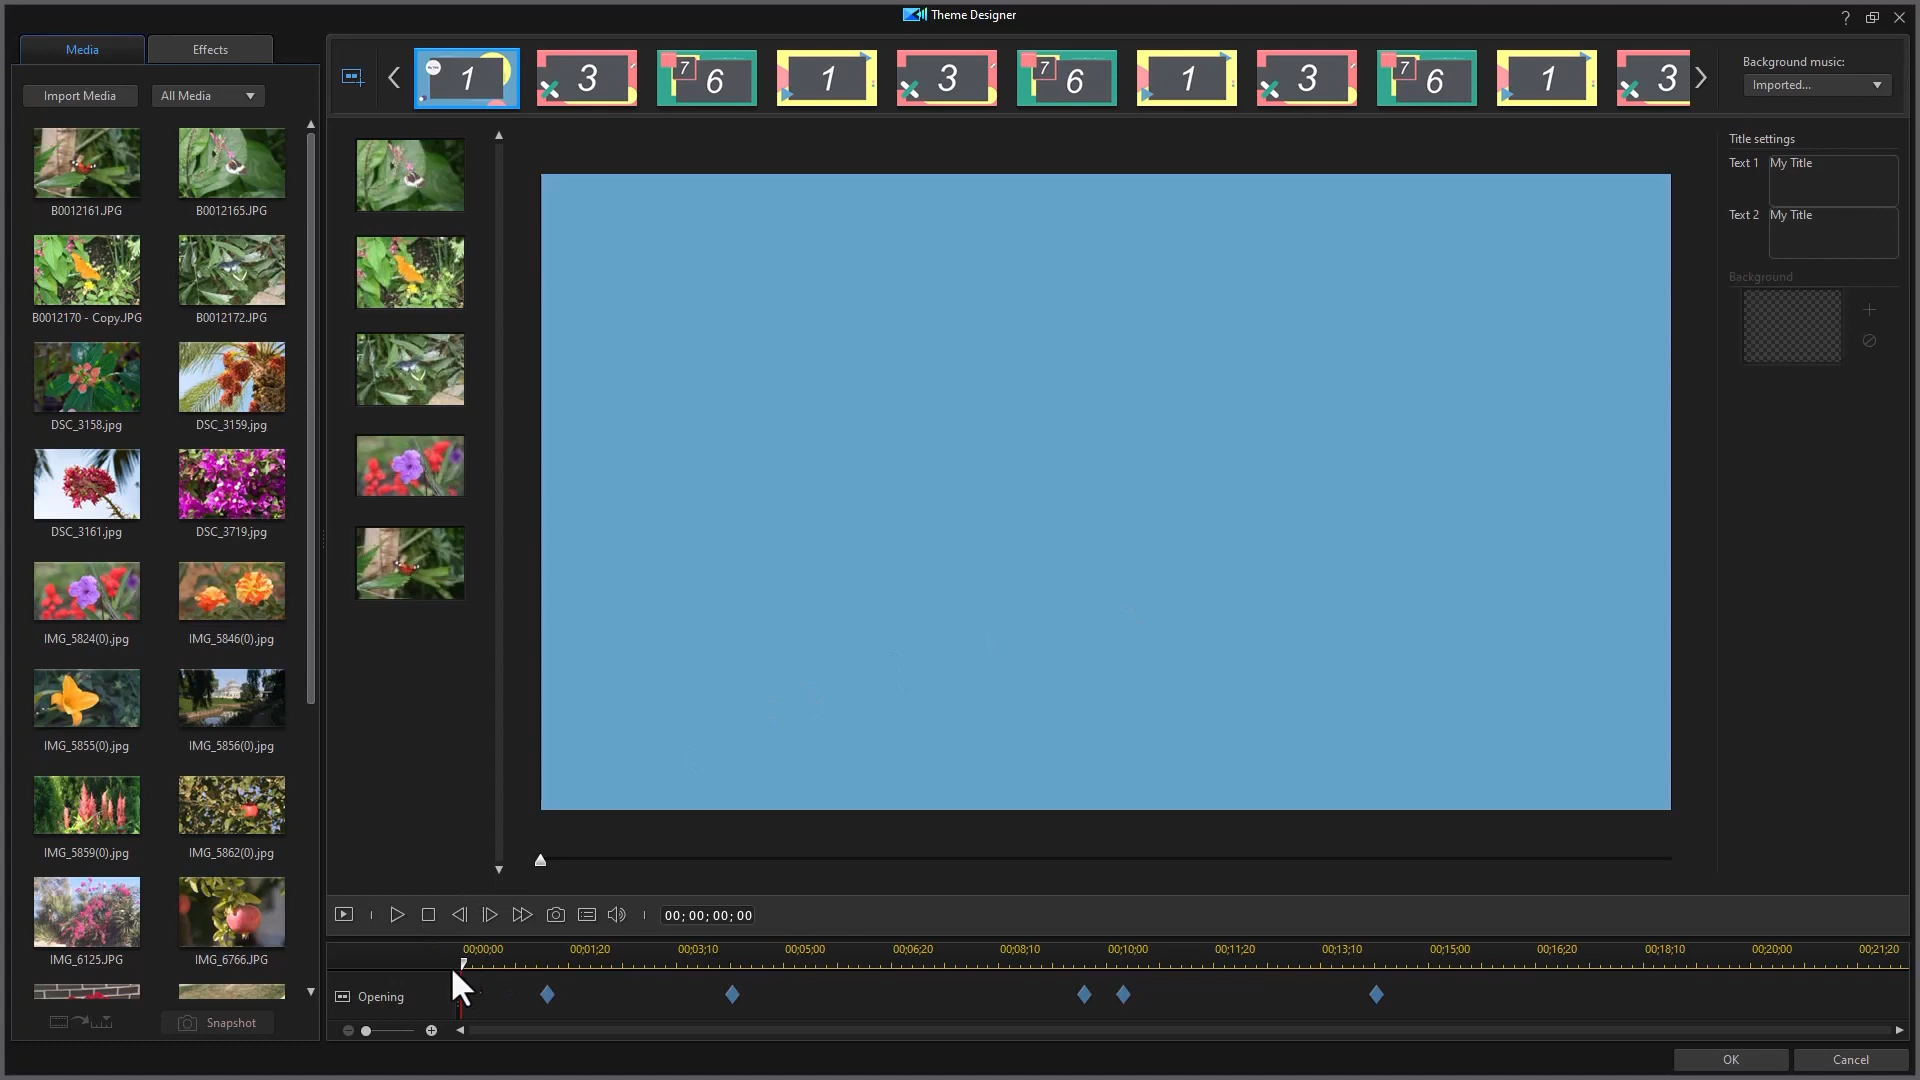 Theme Designer
?
Media
Effects
Import Media
All Media
1
3
7
6
1
3
7
6
1
3
7
6
1
3
Background music:
Imported...
Title settings
Text 1
My Title
Text 2
My Title
Background
B0012161.JPG
B0012165.JPG
B0012170 - Copy.JPG
B0012172.JPG
DSC_3158.jpg
DSC_3159.jpg
DSC_3161.jpg
DSC_3719.jpg
IMG_5824(0).jpg
IMG_5846(0).jpg
IMG_5855(0).jpg
IMG_5856(0).jpg
IMG_5859(0).jpg
IMG_5862(0).jpg
IMG_6125.JPG
IMG_6766.JPG
Snapshot
00;00;00;00
00;00;00
00;01;20
00;03;10
00;05;00
00;06;20
00;08;10
00;10;00
00;11;20
00;13;10
00;15;00
00;16;20
00;18;10
00;20;00
00;21;20
Opening
OK
Cancel